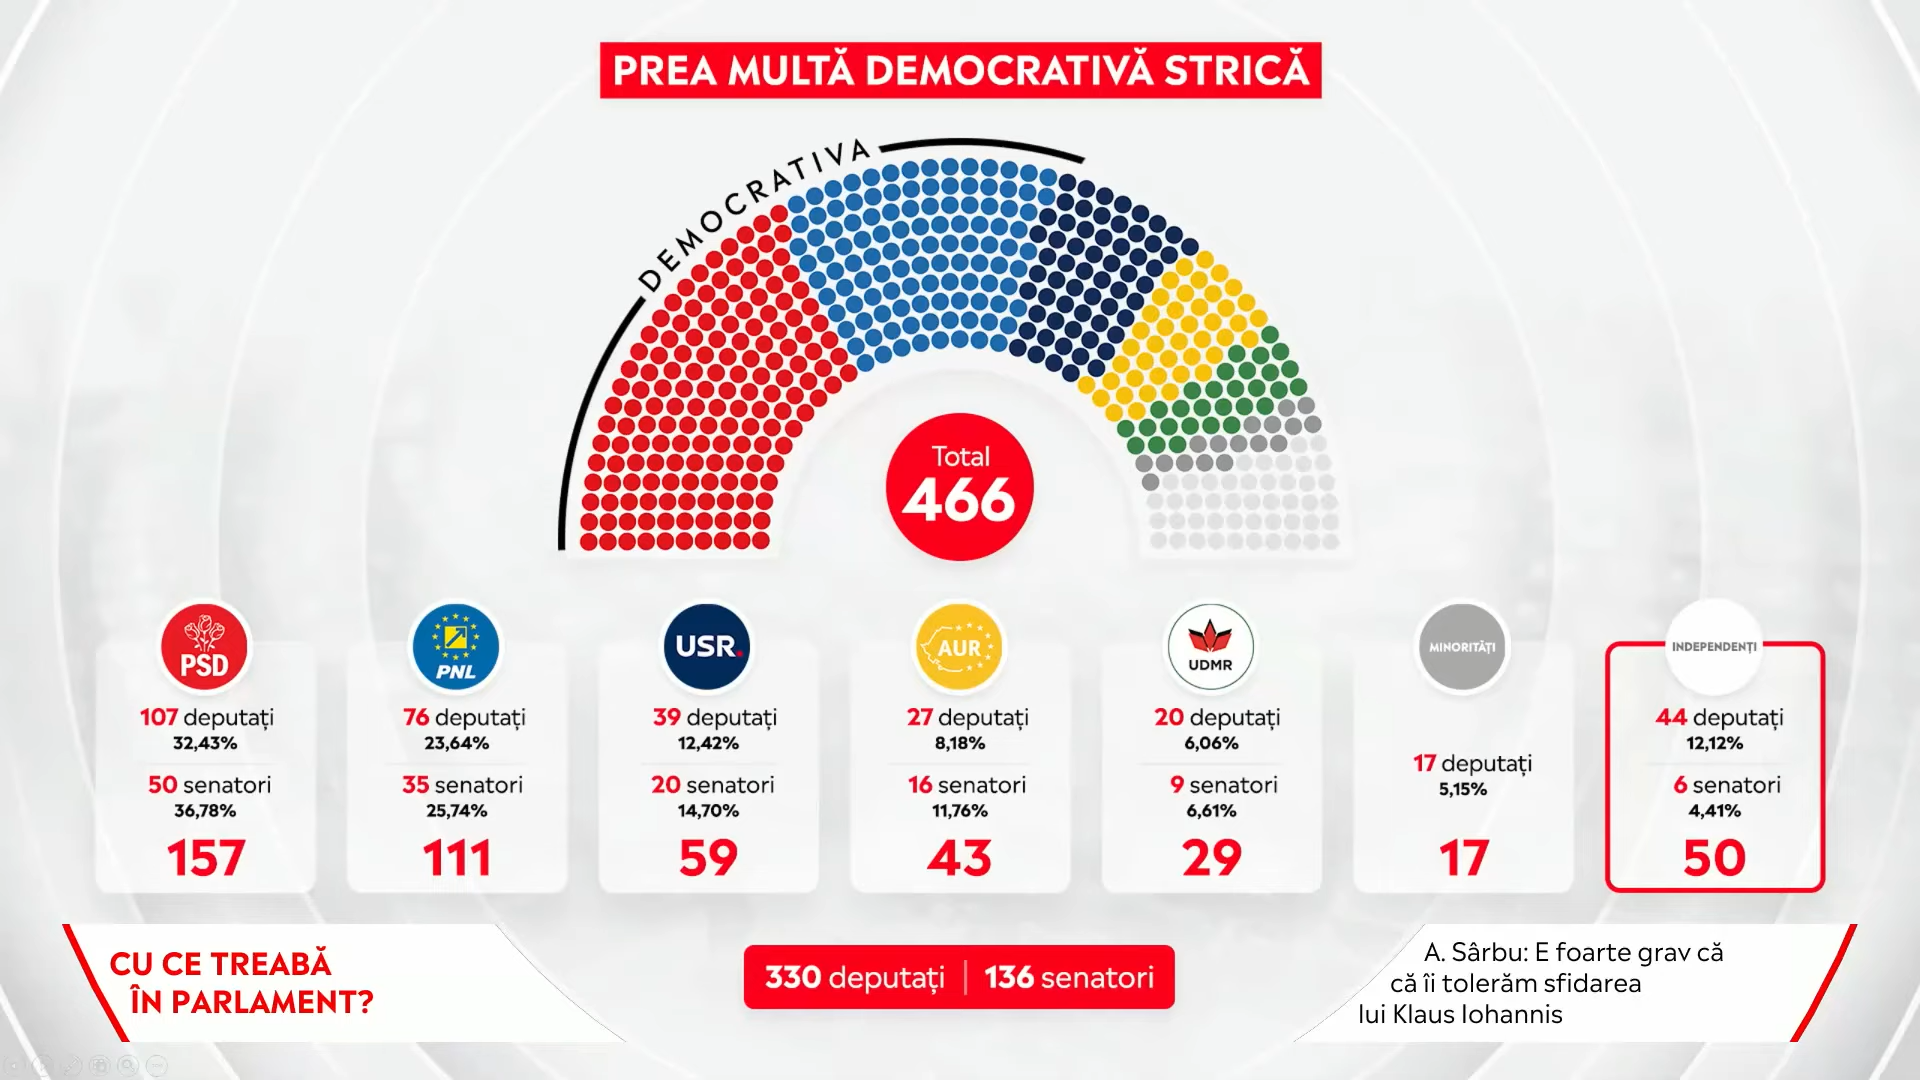 PREA MULTĂ DEMOCRATIVĂ STRICĂ
DEMOCRATIVA
Total
466
PSD
107 deputați
32,43%
50 senatori
36,78%
157
PNL
76 deputați
23,64%
35 senatori
25,74%
111
USR.
39 deputați
12,42%
20 senatori
14,70%
59
AUR
27 deputați
8,18%
16 senatori
11,76%
43
UDMR
20 deputați
6,06%
9 senatori
6,61%
29
MINORITĂȚI
17 deputați
5,15%
17
INDEPENDENȚI
44 deputați
12,12%
6 senatori
4,41%
50
CU CE TREABĂ
ÎN PARLAMENT?
330 deputați | 136 senatori
A. Sârbu: E foarte grav că
că îi tolerăm sfidarea
lui Klaus Iohannis